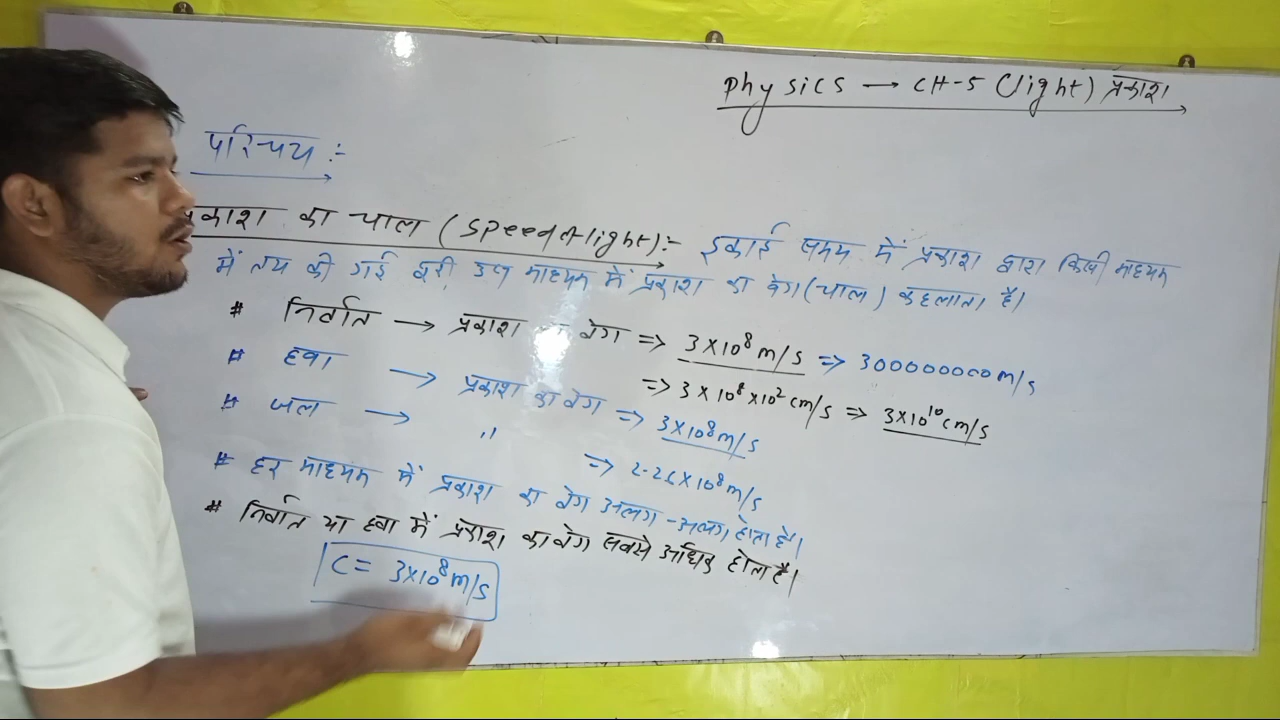 Physics → CH-5 (light) प्रकाश
परिचय :-
प्रकाश का चाल (Speed of light):- इकाई समय में प्रकाश द्वारा किसी माध्यम
में तय की गई दूरी, उस माध्यम में प्रकाश का वेग (चाल) कहलाता है।
# निर्वात → प्रकाश का वेग ⇒ 3×10⁸ m/s ⇒ 300000000 m/s
⇒ 3 × 10⁸ × 10² cm/s ⇒ 3×10¹⁰ cm/s
# हवा → प्रकाश का वेग ⇒ 3×10⁸ m/s
# जल → " ⇒ 2.26×10⁸ m/s
# हर माध्यम में प्रकाश का वेग अलग-अलग होता है।
# निर्वात या हवा में प्रकाश का वेग सबसे अधिक होता है।
C = 3×10⁸ m/s